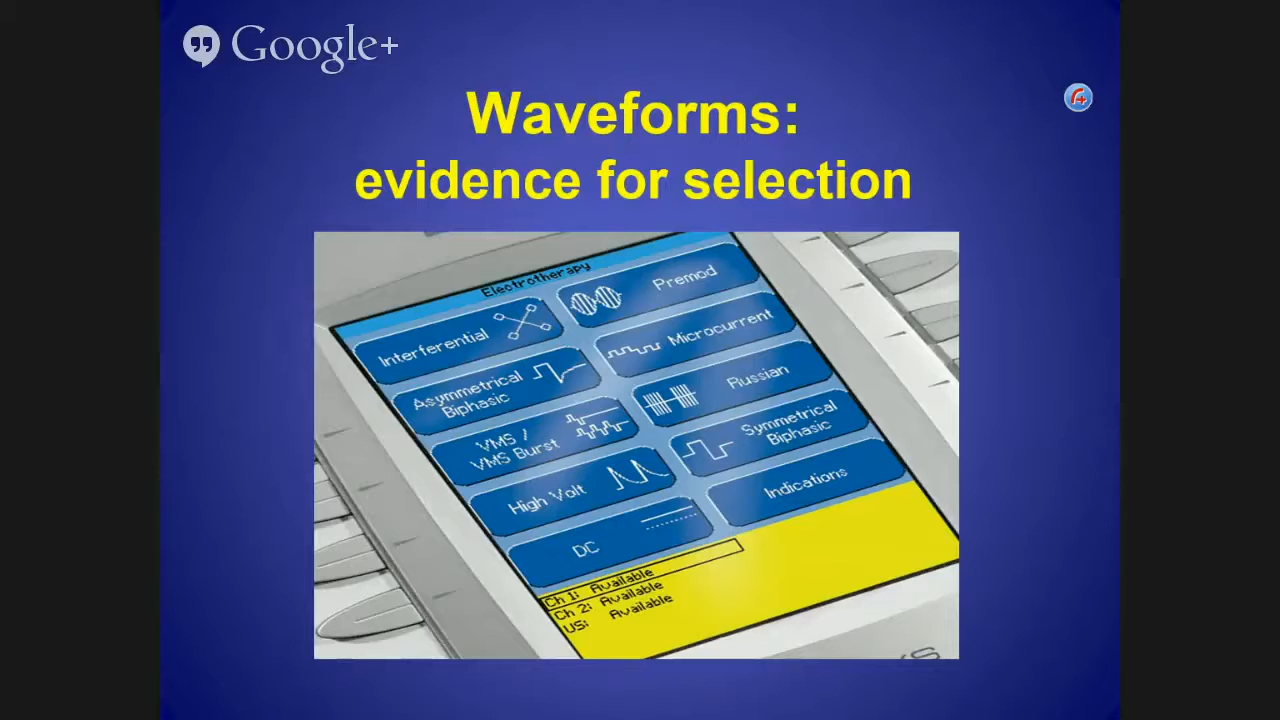 Google+
Waveforms:
evidence for selection
Electrotherapy
Interferential
Premod
Asymmetrical
Biphasic
Microcurrent
VMS /
VMS Burst
Russian
High Volt
Symmetrical
Biphasic
DC
Indications
Ch 1: Available
Ch 2: Available
US: Available